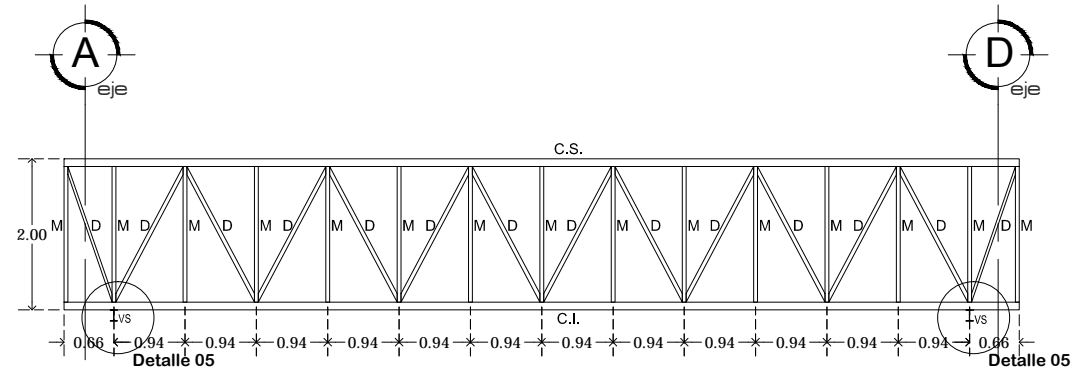 A
D
eje
eje
C.S.
2.00
M D M D M D M D M D M D M D M D M D M D M D M D M D M D M
VS
C.I.
VS
0.66 0.94 0.94 0.94 0.94 0.94 0.94 0.94 0.94 0.94 0.94 0.94 0.94 0.66
Detalle 05
Detalle 05